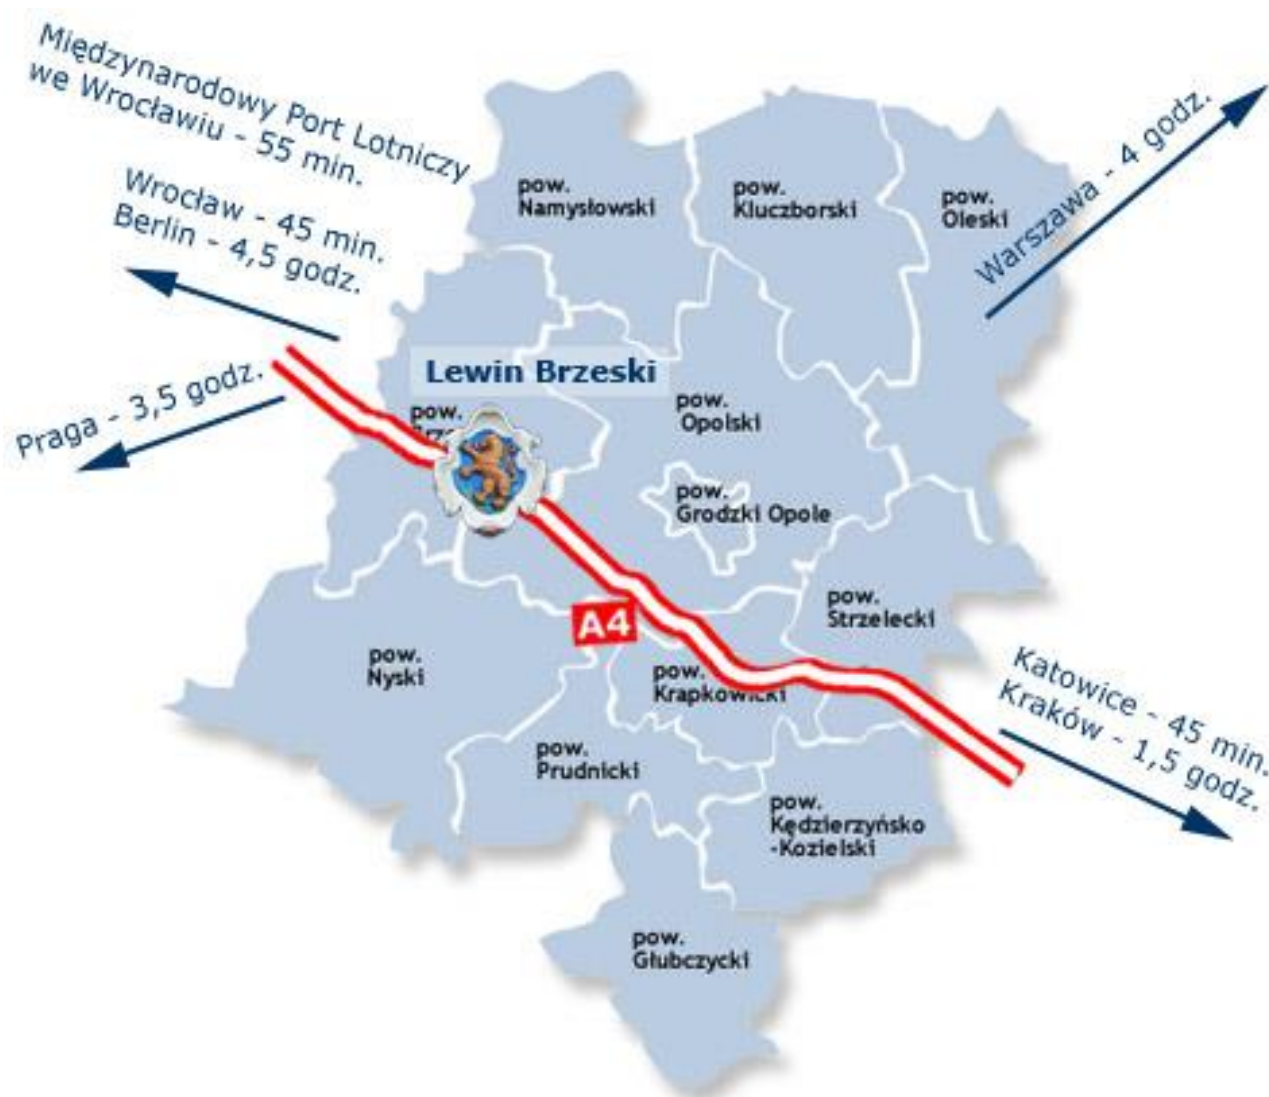 Międzynarodowy Port Lotniczy
we Wrocławiu - 55 min.
Wrocław - 45 min.
Berlin - 4,5 godz.
Praga - 3,5 godz.
Warszawa - 4 godz.
pow.
Namysłowski
pow.
Kluczborski
pow.
Oleski
Lewin Brzeski
pow.
pow.
Opolski
pow.
Grodzki Opole
pow.
Strzelecki
A4
pow.
Nyski
pow.
Krapkowicki
Katowice - 45 min.
Kraków - 1,5 godz.
pow.
Prudnicki
pow.
Kędzierzyńsko
-Kozielski
pow.
Głubczycki